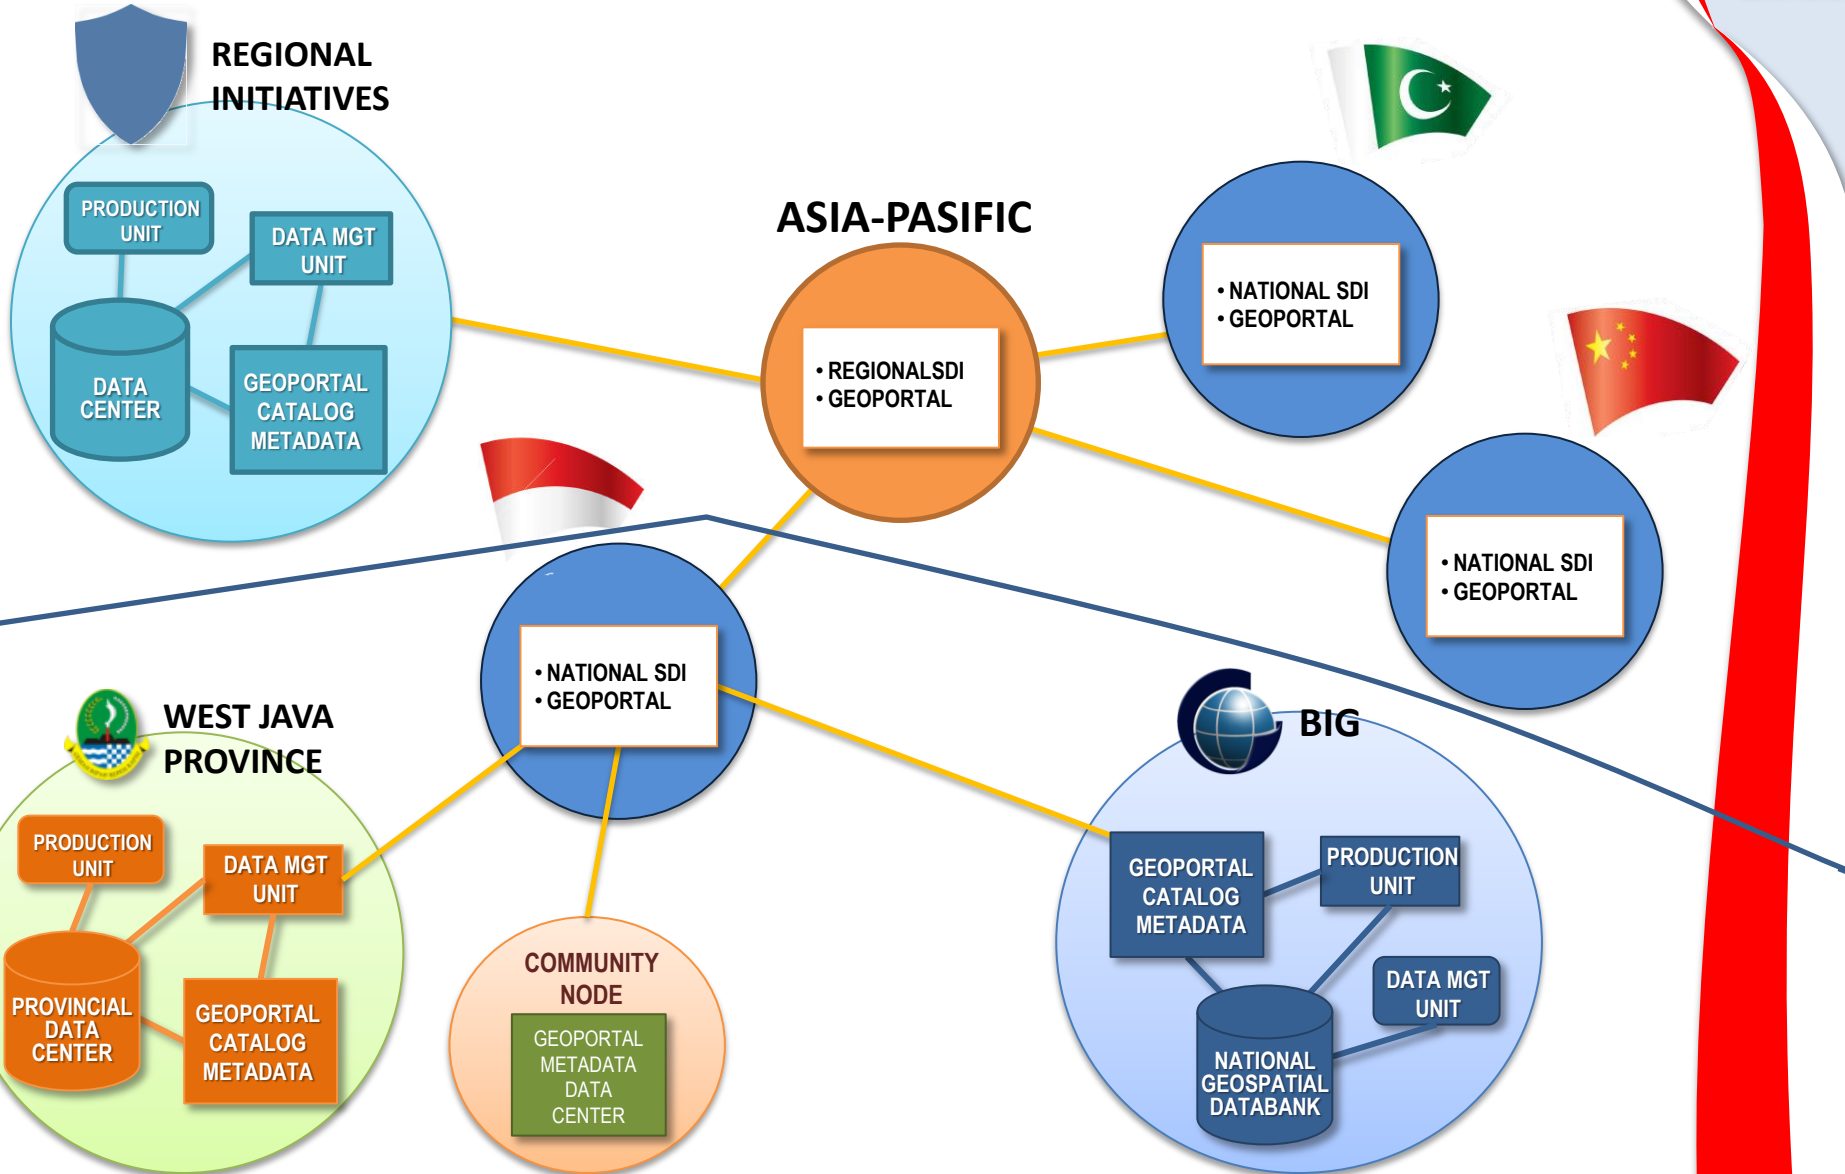 REGIONAL
INITIATIVES
PRODUCTION
UNIT
DATA MGT
UNIT
DATA
CENTER
GEOPORTAL
CATALOG
METADATA
ASIA-PASIFIC
• REGIONALSDI
• GEOPORTAL
• NATIONAL SDI
• GEOPORTAL
• NATIONAL SDI
• GEOPORTAL
• NATIONAL SDI
• GEOPORTAL
WEST JAVA
PROVINCE
PRODUCTION
UNIT
DATA MGT
UNIT
PROVINCIAL
DATA
CENTER
GEOPORTAL
CATALOG
METADATA
COMMUNITY
NODE
GEOPORTAL
METADATA
DATA
CENTER
BIG
GEOPORTAL
CATALOG
METADATA
PRODUCTION
UNIT
DATA MGT
UNIT
NATIONAL
GEOSPATIAL
DATABANK